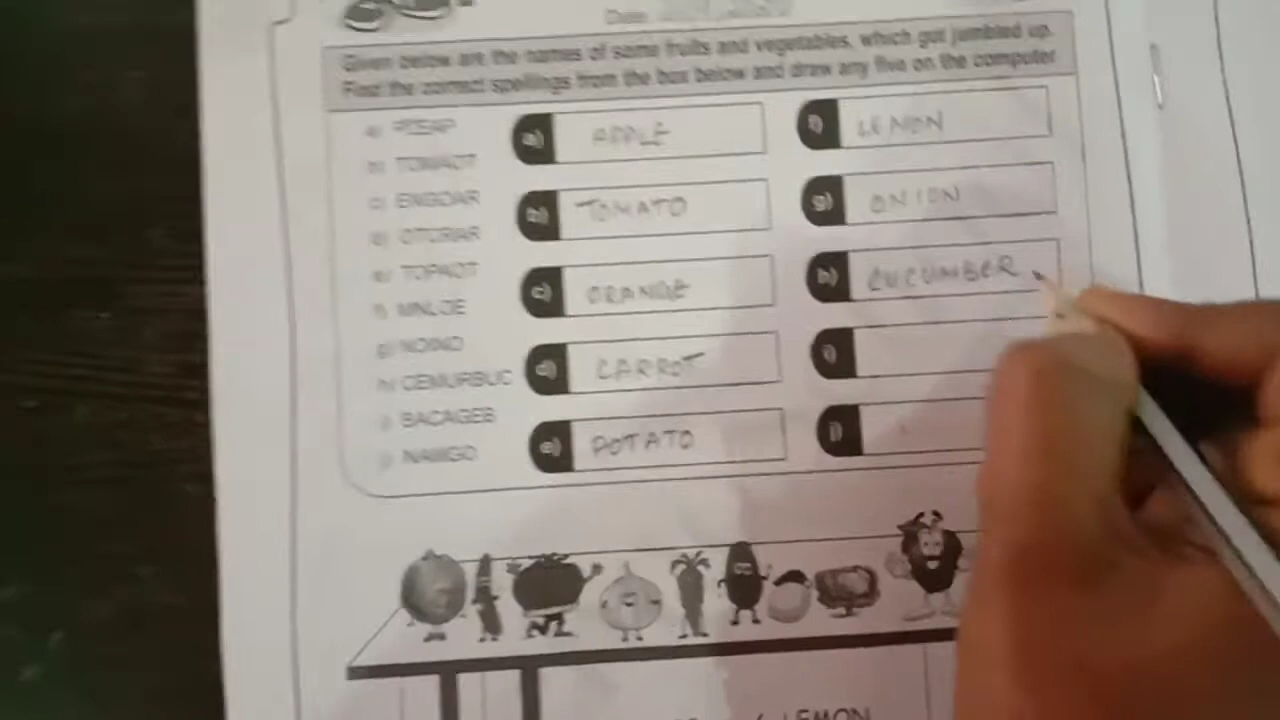 Date:
Given below are the names of some fruits and vegetables, which got jumbled up.
Find the correct spellings from the box below and draw any five on the computer
a)
b) TOMAOT
c)
e)
e) TOPAOT
f) MNLOE
g) NOINO
h) CEMURBUC
i) BACAGEB
j) NAMGO
a) APPLE
b) TOMATO
c) ORANGE
d) CARROT
e) POTATO
f) LEMON
g) ONION
h) CUCUMBER
i)
j)
LEMON